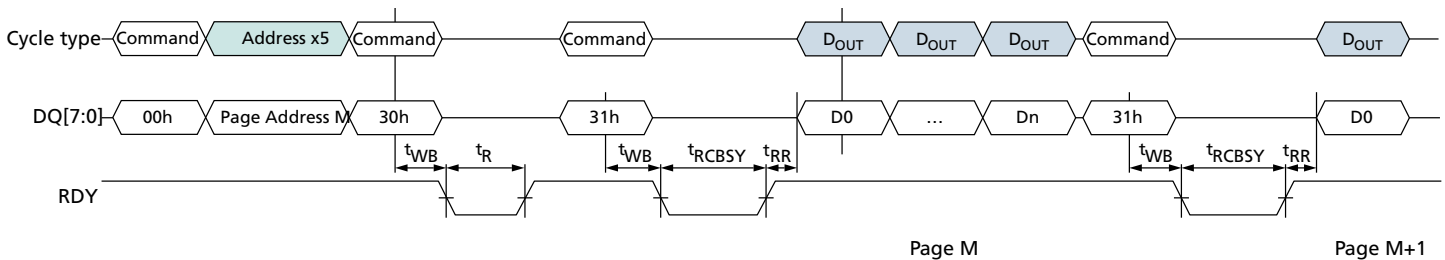 Cycle type Command Address x5 Command Command DOUT DOUT DOUT Command DOUT
DQ[7:0] 00h Page Address M 30h 31h D0 … Dn 31h D0
tWB tR tWB tRCBSY tRR tWB tRCBSY tRR
RDY
Page M Page M+1